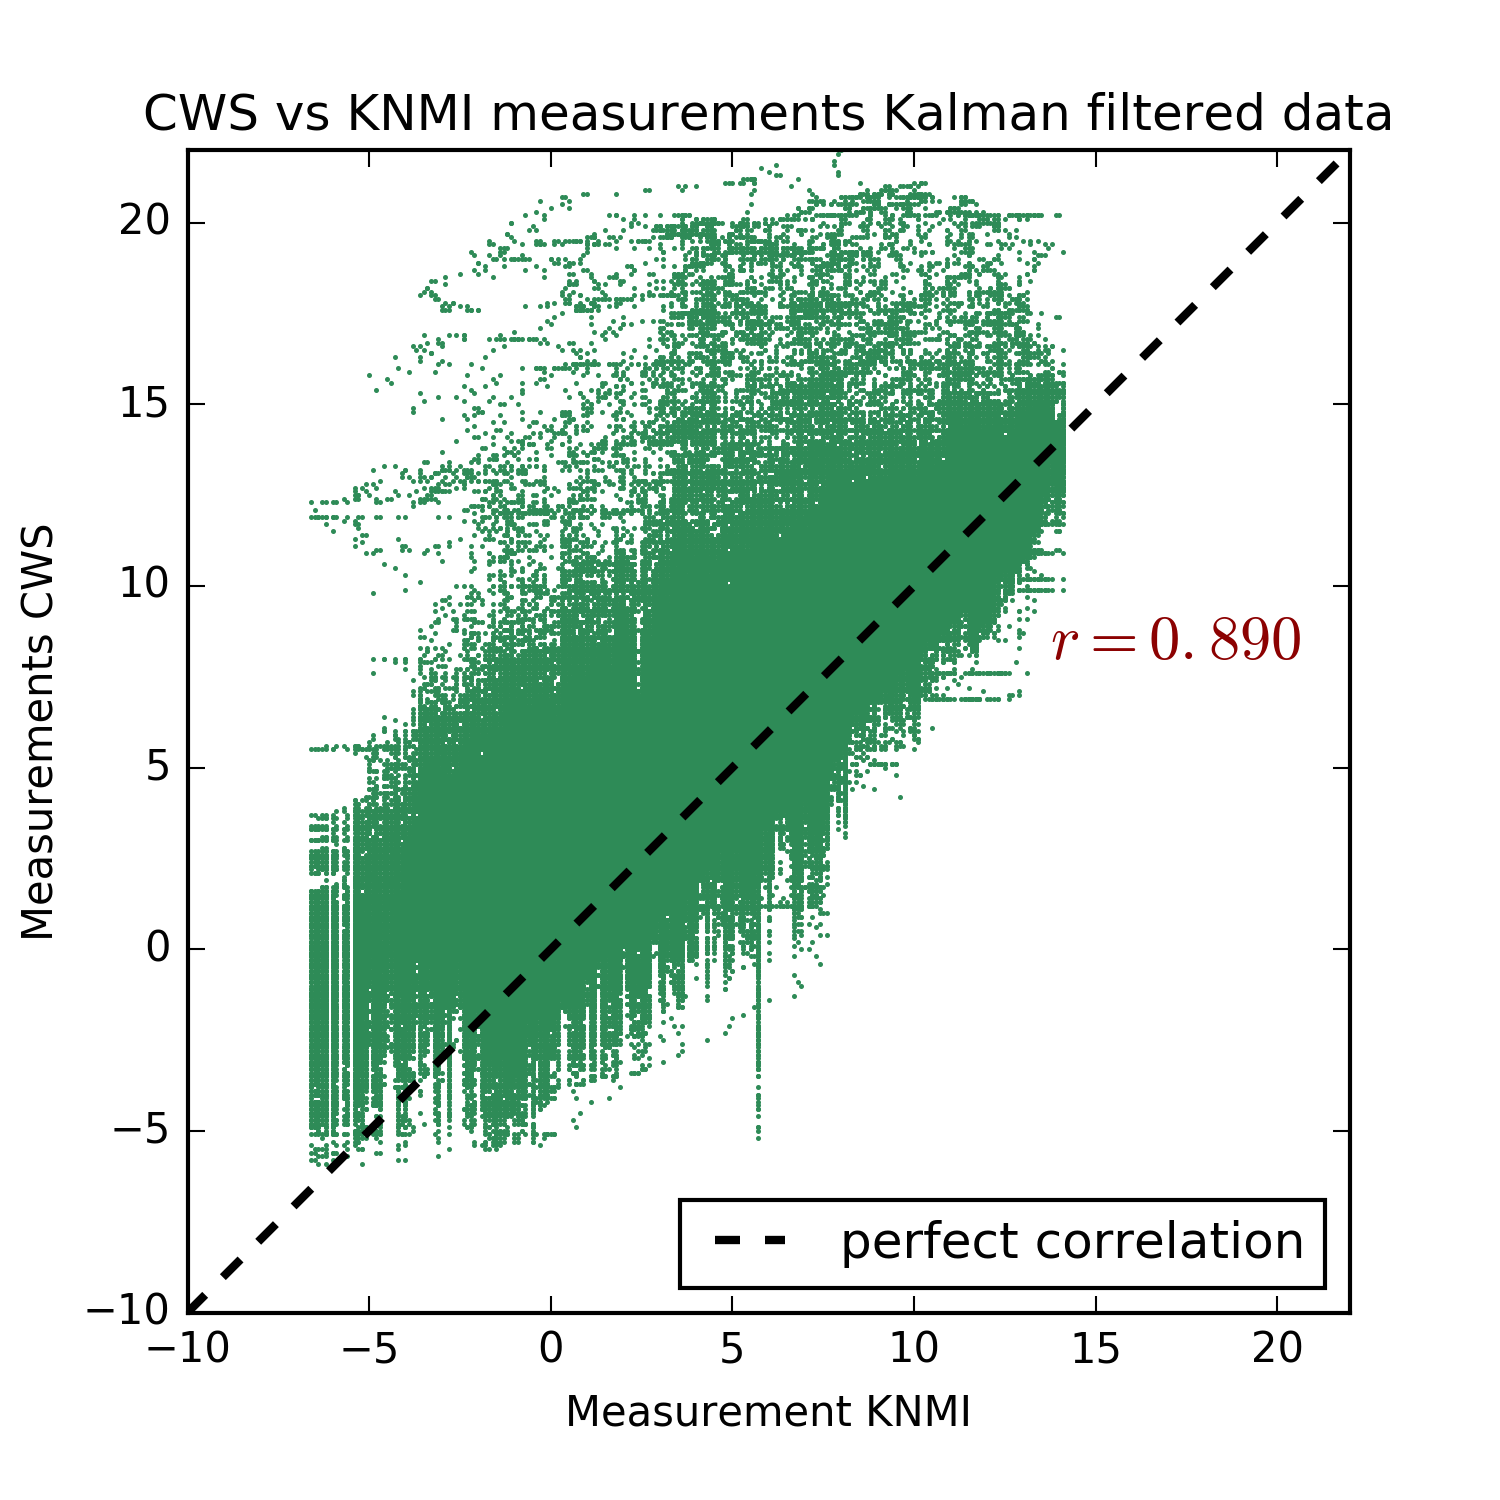 CWS vs KNMI measurements Kalman filtered data
20
15
10
5
0
−5
−10
Measurements CWS
r = 0.890
perfect correlation
−10 −5 0 5 10 15 20
Measurement KNMI